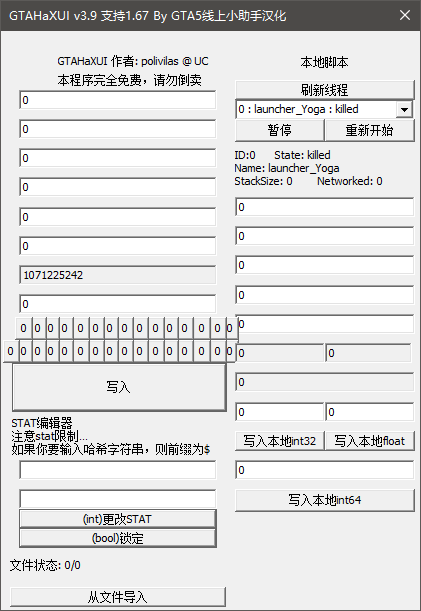 GTAHaXUI v3.9 支持1.67 By GTA5线上小助手汉化
GTAHaXUI 作者: polivilas @ UC
本程序完全免费，请勿倒卖
0
0
0
0
0
0
1071225242
0
0 0 0 0 0 0 0 0 0 0 0 0 0 0 0
0 0 0 0 0 0 0 0 0 0 0 0 0 0 0 0
写入
STAT编辑器
注意stat限制...
如果你要输入哈希字符串，则前缀为$
(int)更改STAT
(bool)锁定
文件状态: 0/0
从文件导入
本地脚本
刷新线程
0 : launcher_Yoga : killed
暂停 重新开始
ID:0 State: killed
Name: launcher_Yoga
StackSize: 0 Networked: 0
0
0
0
0
0
0 0
0
0 0
写入本地int32 写入本地float
0
写入本地int64